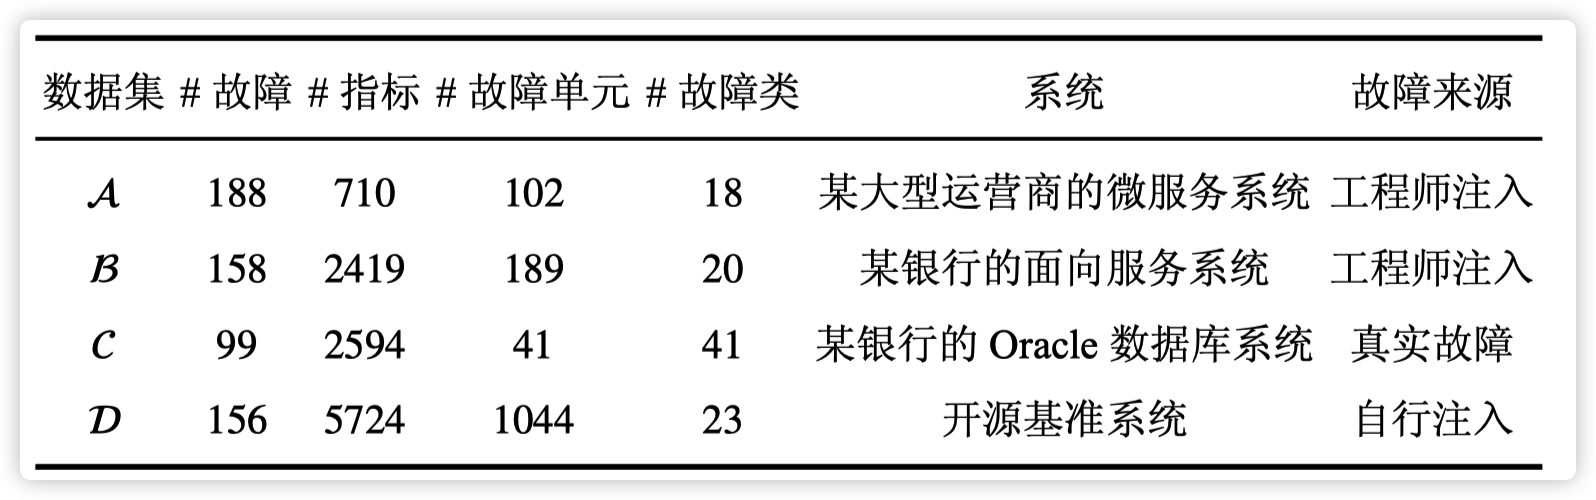 数据集 # 故障 # 指标 # 故障单元 # 故障类 系统 故障来源
𝒜 188 710 102 18 某大型运营商的微服务系统 工程师注入
ℬ 158 2419 189 20 某银行的面向服务系统 工程师注入
𝒞 99 2594 41 41 某银行的 Oracle 数据库系统 真实故障
𝒟 156 5724 1044 23 开源基准系统 自行注入